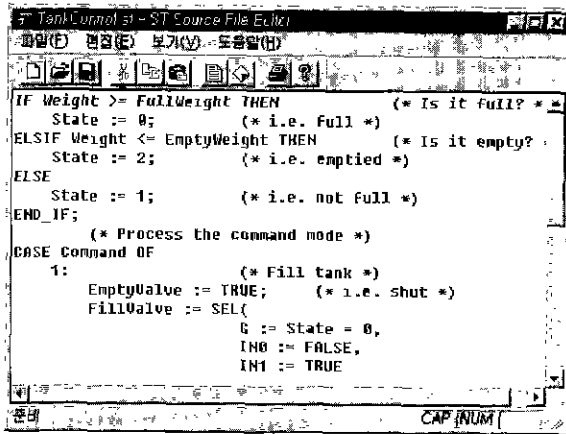 TankControl.st - ST Source File Editor
파일(F) 편집(E) 보기(V) 도움말(H)
IF Weight >= FullWeight THEN (* Is it full? *
State := 0; (* i.e. full *)
ELSIF Weight <= EmptyWeight THEN (* Is it empty?
State := 2; (* i.e. emptied *)
ELSE
State := 1; (* i.e. not full *)
END_IF;
(* Process the command mode *)
CASE Command OF
1: (* Fill tank *)
EmptyValve := TRUE; (* i.e. shut *)
FillValve := SEL(
G := State = 0,
IN0 := FALSE,
IN1 := TRUE
준비 CAP NUM